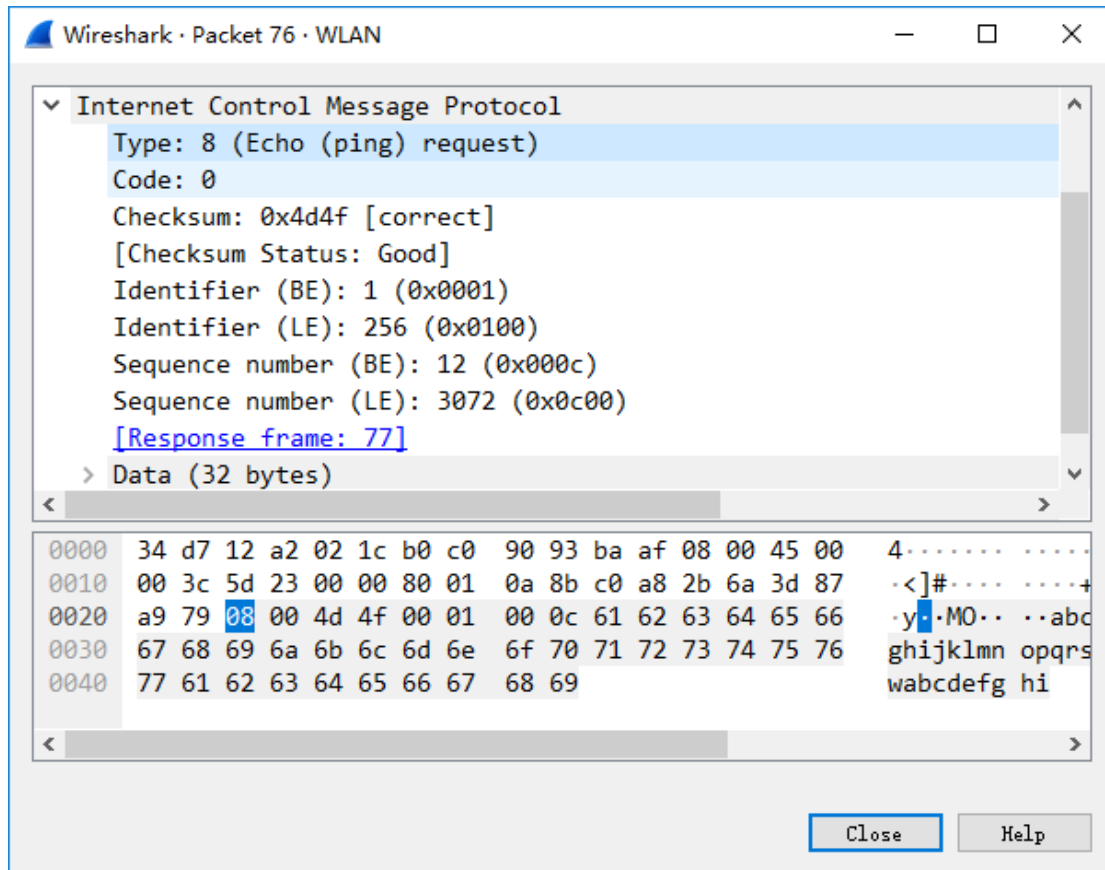 Wireshark · Packet 76 · WLAN
Internet Control Message Protocol
Type: 8 (Echo (ping) request)
Code: 0
Checksum: 0x4d4f [correct]
[Checksum Status: Good]
Identifier (BE): 1 (0x0001)
Identifier (LE): 256 (0x0100)
Sequence number (BE): 12 (0x000c)
Sequence number (LE): 3072 (0x0c00)
[Response frame: 77]
Data (32 bytes)
0000 34 d7 12 a2 02 1c b0 c0 90 93 ba af 08 00 45 00 4······· ·····
0010 00 3c 5d 23 00 00 80 01 0a 8b c0 a8 2b 6a 3d 87 ·<]#···· ····+
0020 a9 79 08 00 4d 4f 00 01 00 0c 61 62 63 64 65 66 ·y··MO·· ··abc
0030 67 68 69 6a 6b 6c 6d 6e 6f 70 71 72 73 74 75 76 ghijklmn opqrs
0040 77 61 62 63 64 65 66 67 68 69 wabcdefg hi
Close Help